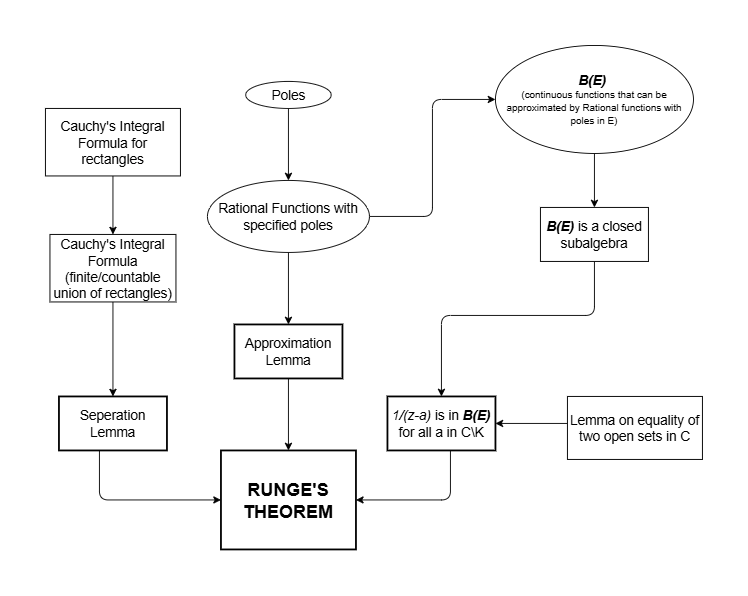 B(E)
(continuous functions that can be
approximated by Rational functions with
poles in E)
Poles
Cauchy's Integral
Formula for
rectangles
Rational Functions with
specified poles
B(E) is a closed
subalgebra
Cauchy's Integral
Formula
(finite/countable
union of rectangles)
Approximation
Lemma
Seperation
Lemma
1/(z-a) is in B(E)
for all a in C\K
Lemma on equality of
two open sets in C
RUNGE'S
THEOREM